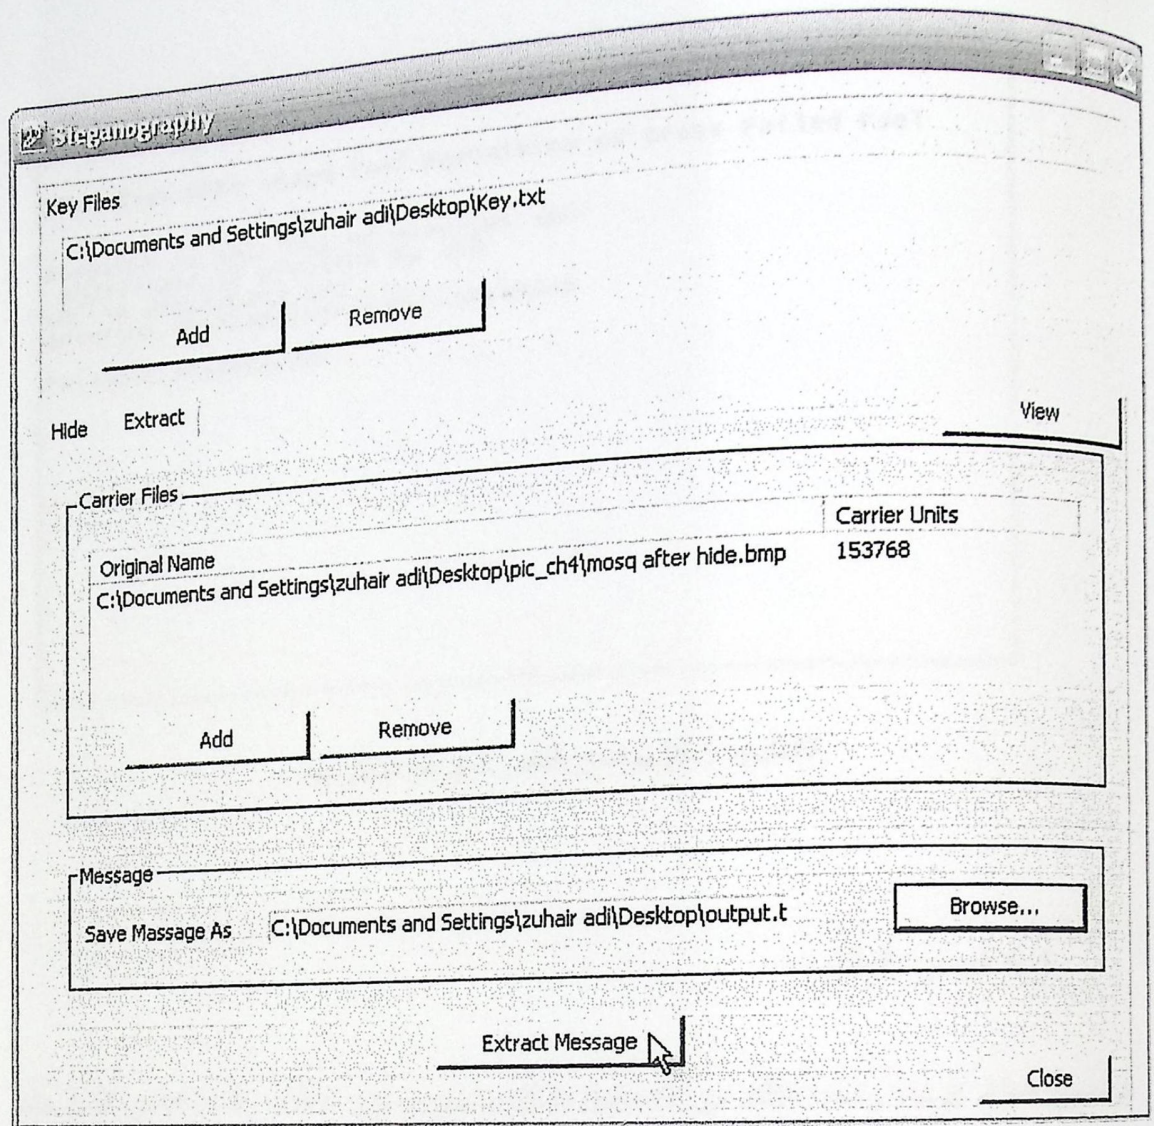 Steganography
Key Files
C:\Documents and Settings\zuhair adi\Desktop\Key.txt
Add Remove
Hide Extract View
Carrier Files
Original Name Carrier Units
C:\Documents and Settings\zuhair adi\Desktop\pic_ch4\mosq after hide.bmp 153768
Add Remove
Message
Save Massage As C:\Documents and Settings\zuhair adi\Desktop\output.t Browse...
Extract Message
Close